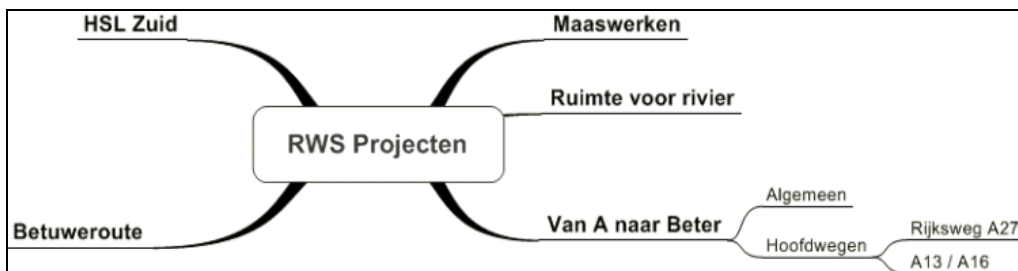 HSL Zuid
Maaswerken
Ruimte voor rivier
RWS Projecten
Van A naar Beter
Algemeen
Betuweroute
Hoofdwegen
Rijksweg A27
A13 / A16